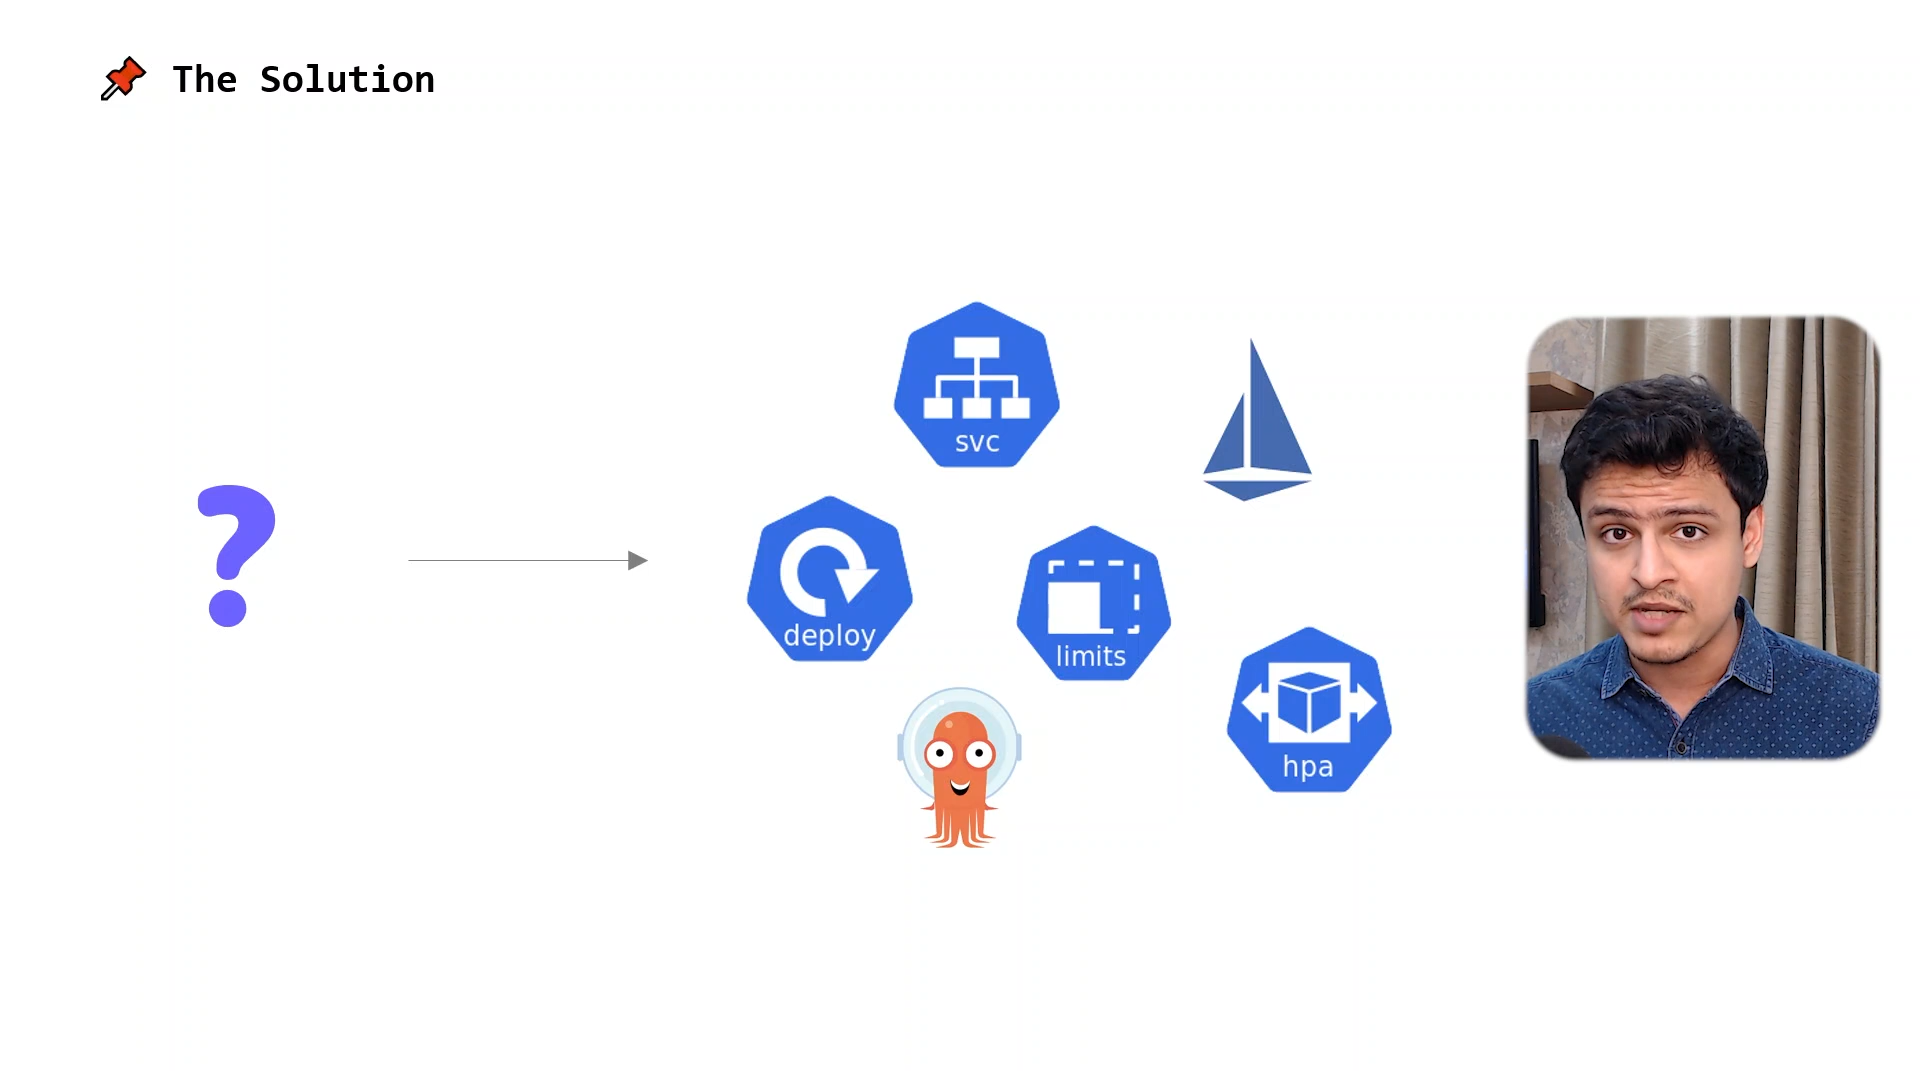 The Solution
svc
?
deploy
limits
hpa